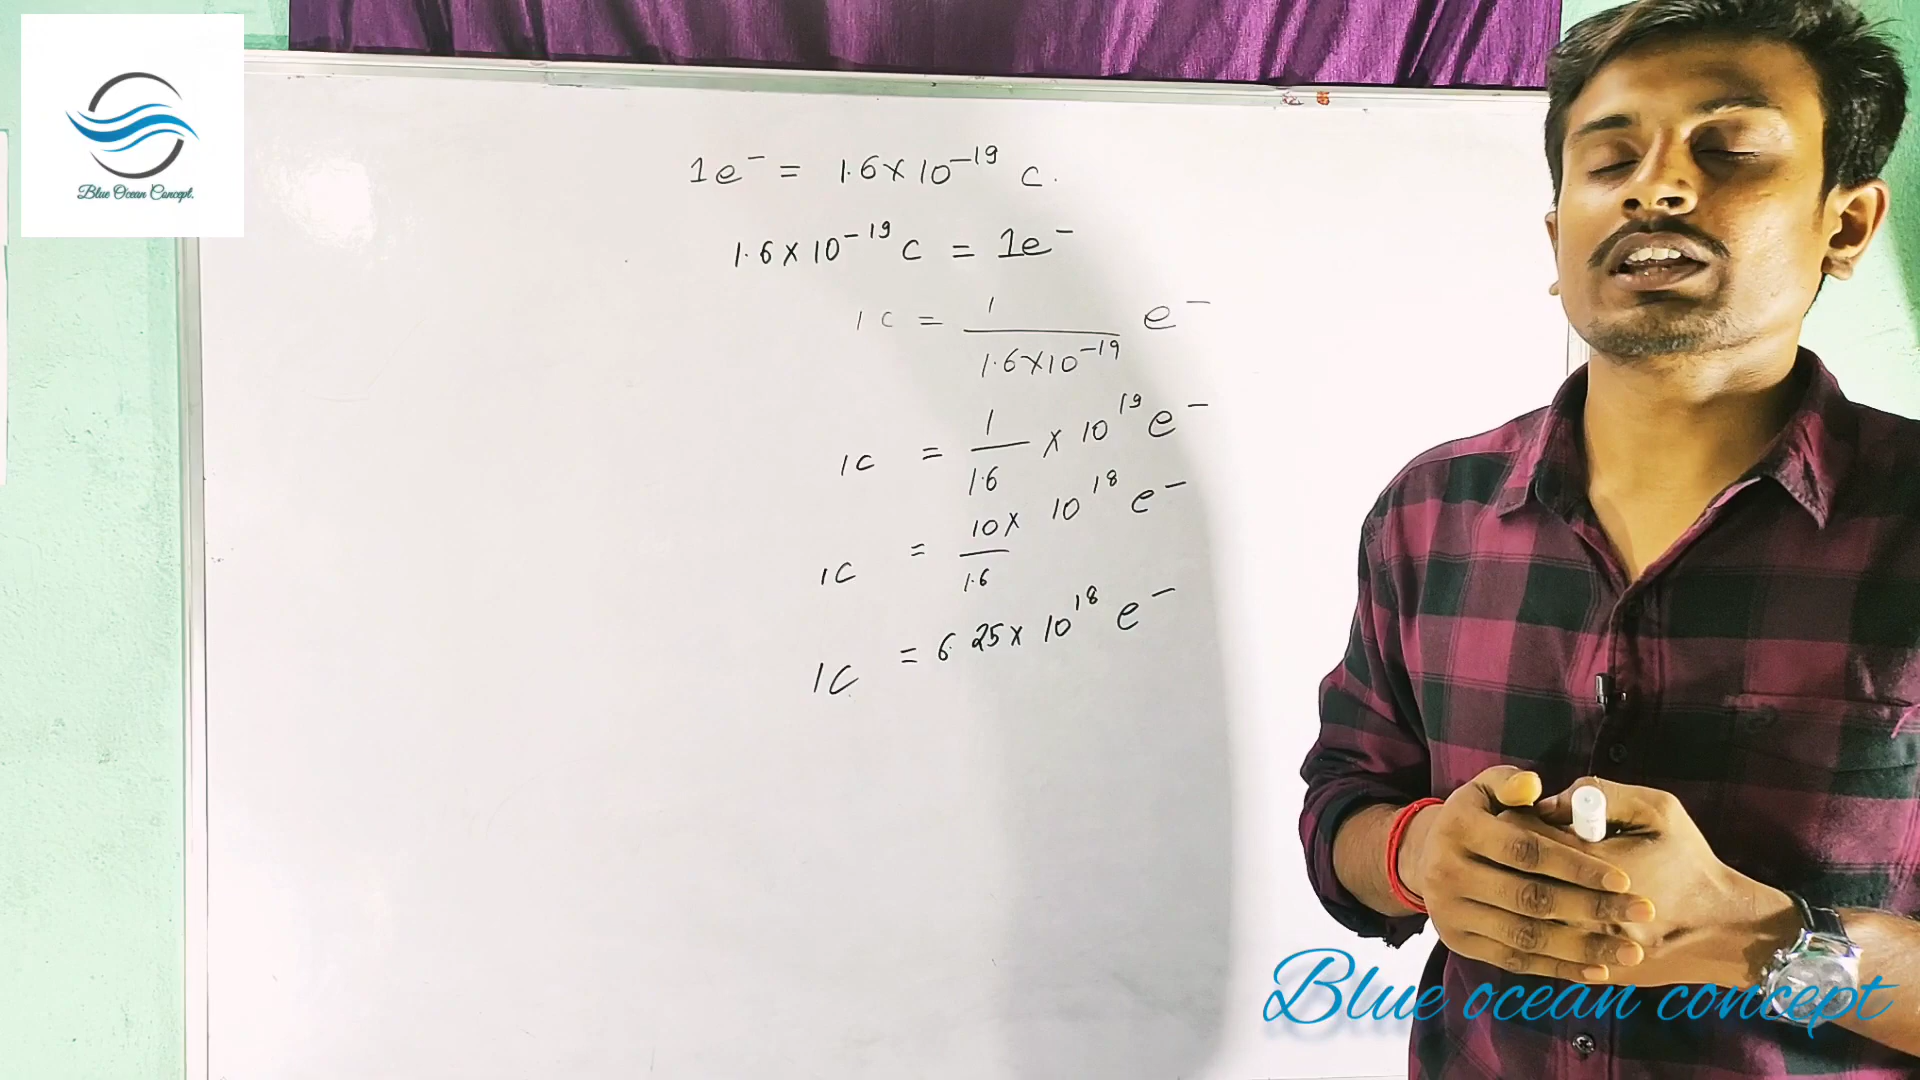 Blue Ocean Concept.
1e⁻ = 1.6 × 10⁻¹⁹ C.
1.6 × 10⁻¹⁹ C = 1e⁻
1 C = 1 / 1.6×10⁻¹⁹ e⁻
1C = 1/1.6 × 10¹⁹ e⁻
1C = 10/1.6 × 10¹⁸ e⁻
1C = 6.25 × 10¹⁸ e⁻
Blue ocean concept